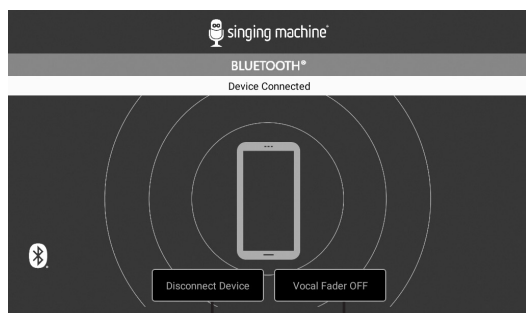 singing machine®
BLUETOOTH®
Device Connected
Disconnect Device
Vocal Fader OFF